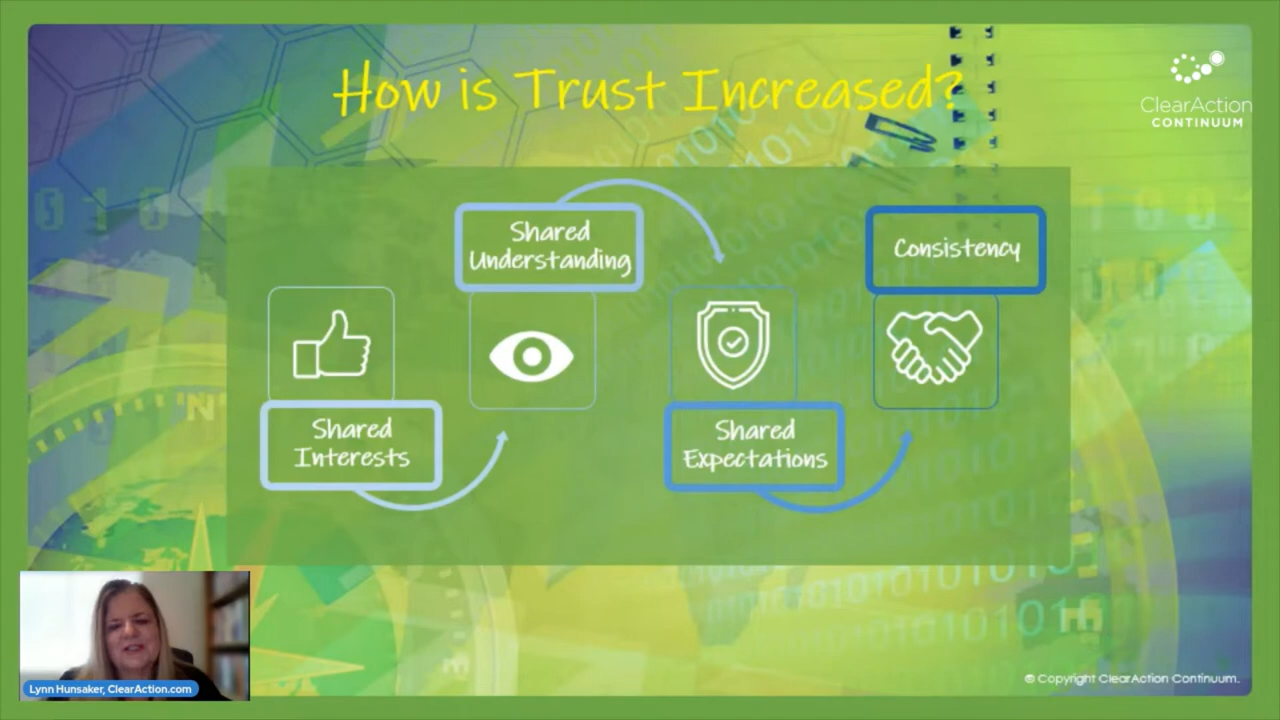 How is Trust Increased?
ClearAction
CONTINUUM
Shared
Understanding
Consistency
Shared
Interests
Shared
Expectations
Lynn Hunsaker, ClearAction.com
© Copyright ClearAction Continuum.